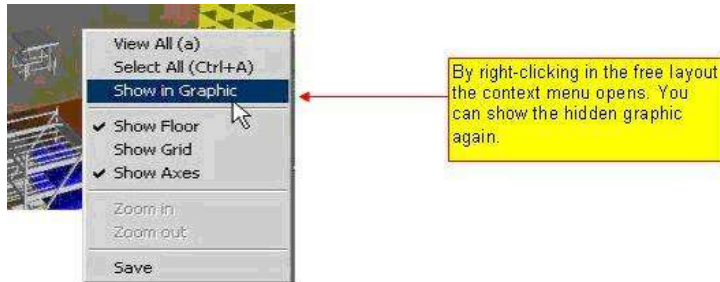 View All (a)
Select All (Ctrl+A)
Show in Graphic
Show Floor
Show Grid
Show Axes
Zoom in
Zoom out
Save
By right-clicking in the free layout
the context menu opens. You
can show the hidden graphic
again.